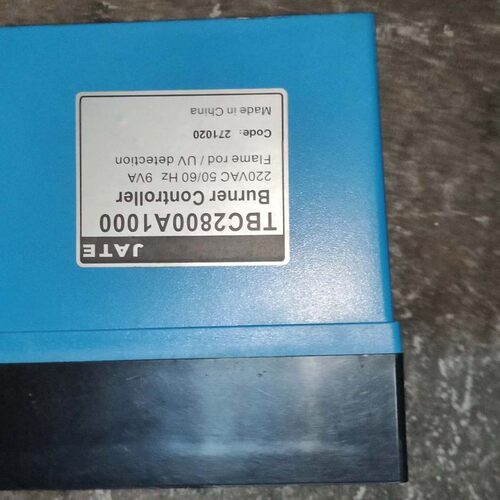 JATE
TBC2800A1000
Burner Controller
220VAC 50/60 Hz 9VA
Flame rod / UV detection
Code: 271020
Made in China